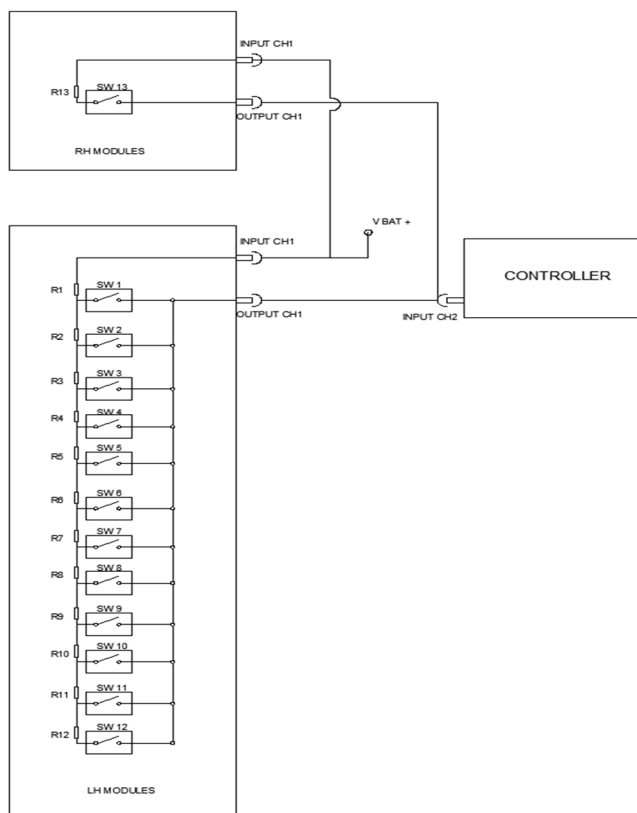 INPUT CH1
SW 13
R13
OUTPUT CH1
RH MODULES
V BAT +
INPUT CH1
CONTROLLER
R1
SW 1
OUTPUT CH1
INPUT CH2
R2
SW 2
R3
SW 3
R4
SW 4
R5
SW 5
R6
SW 6
R7
SW 7
R8
SW 8
R9
SW 9
R10
SW 10
R11
SW 11
R12
SW 12
LH MODULES